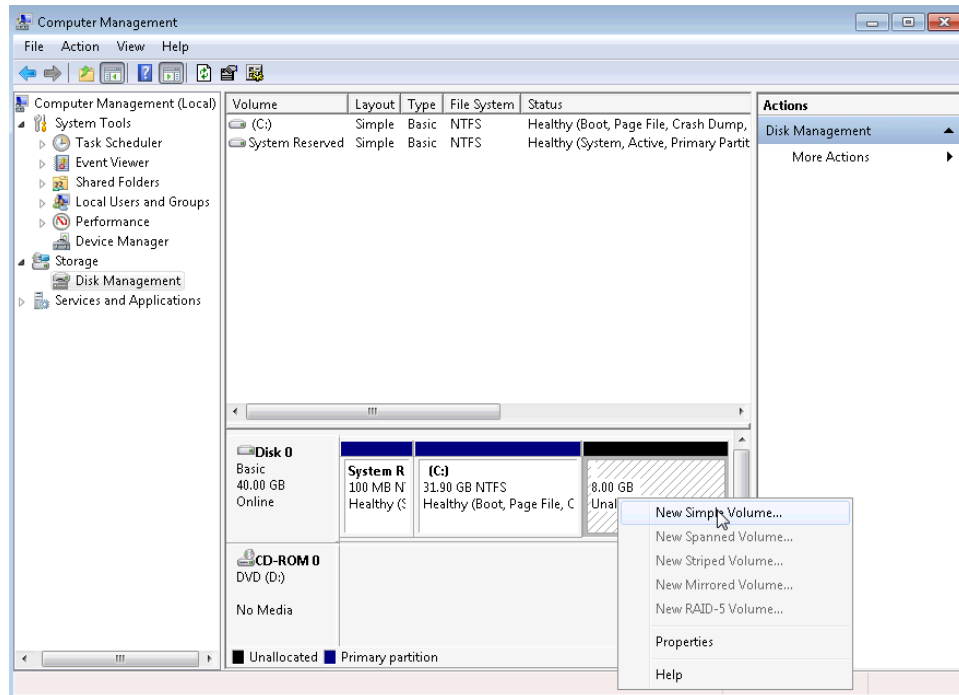 Computer Management
File Action View Help
Computer Management (Local)
System Tools
Task Scheduler
Event Viewer
Shared Folders
Local Users and Groups
Performance
Device Manager
Storage
Disk Management
Services and Applications
Volume Layout Type File System Status
(C:) Simple Basic NTFS Healthy (Boot, Page File, Crash Dump,
System Reserved Simple Basic NTFS Healthy (System, Active, Primary Partit
Actions
Disk Management
More Actions
Disk 0
Basic
40.00 GB
Online
System R
100 MB N
Healthy (S
(C:)
31.90 GB NTFS
Healthy (Boot, Page File, C
8.00 GB
Unal
CD-ROM 0
DVD (D:)
No Media
Unallocated Primary partition
New Simple Volume...
New Spanned Volume...
New Striped Volume...
New Mirrored Volume...
New RAID-5 Volume...
Properties
Help